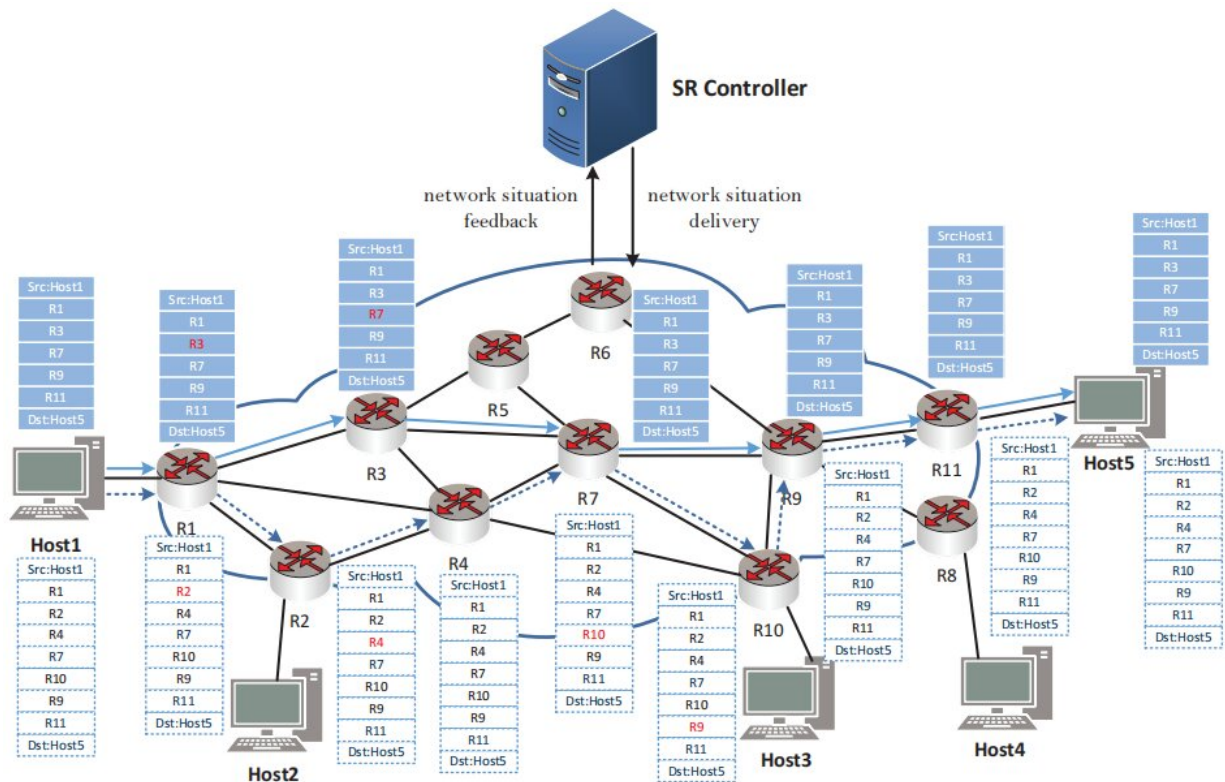 SR Controller
network situation
feedback
network situation
delivery
Src:Host1
R1
R3
R7
R9
R11
Dst:Host5
Src:Host1
R1
R3
R7
R9
R11
Dst:Host5
Src:Host1
R1
R3
R7
R9
R11
Dst:Host5
Src:Host1
R1
R3
R7
R9
R11
Dst:Host5
Src:Host1
R1
R3
R7
R9
R11
Dst:Host5
Src:Host1
R1
R3
R7
R9
R11
Dst:Host5
Src:Host1
R1
R3
R7
R9
R11
Dst:Host5
R6
R5
R3
R7
R9
R11
R1
R4
R2
R10
R8
Host1
Host5
Src:Host1
R1
R2
R4
R7
R10
R9
R11
Dst:Host5
Src:Host1
R1
R2
R4
R7
R10
R9
R11
Dst:Host5
Src:Host1
R1
R2
R4
R7
R10
R9
R11
Dst:Host5
Src:Host1
R1
R2
R4
R7
R10
R9
R11
Dst:Host5
Src:Host1
R1
R2
R4
R7
R10
R9
R11
Dst:Host5
Src:Host1
R1
R2
R4
R7
R10
R9
R11
Dst:Host5
Src:Host1
R1
R2
R4
R7
R10
R9
R11
Dst:Host5
Src:Host1
R1
R2
R4
R7
R10
R9
R11
Dst:Host5
Src:Host1
R1
R2
R4
R7
R10
R9
R11
Dst:Host5
Host2
Host3
Host4